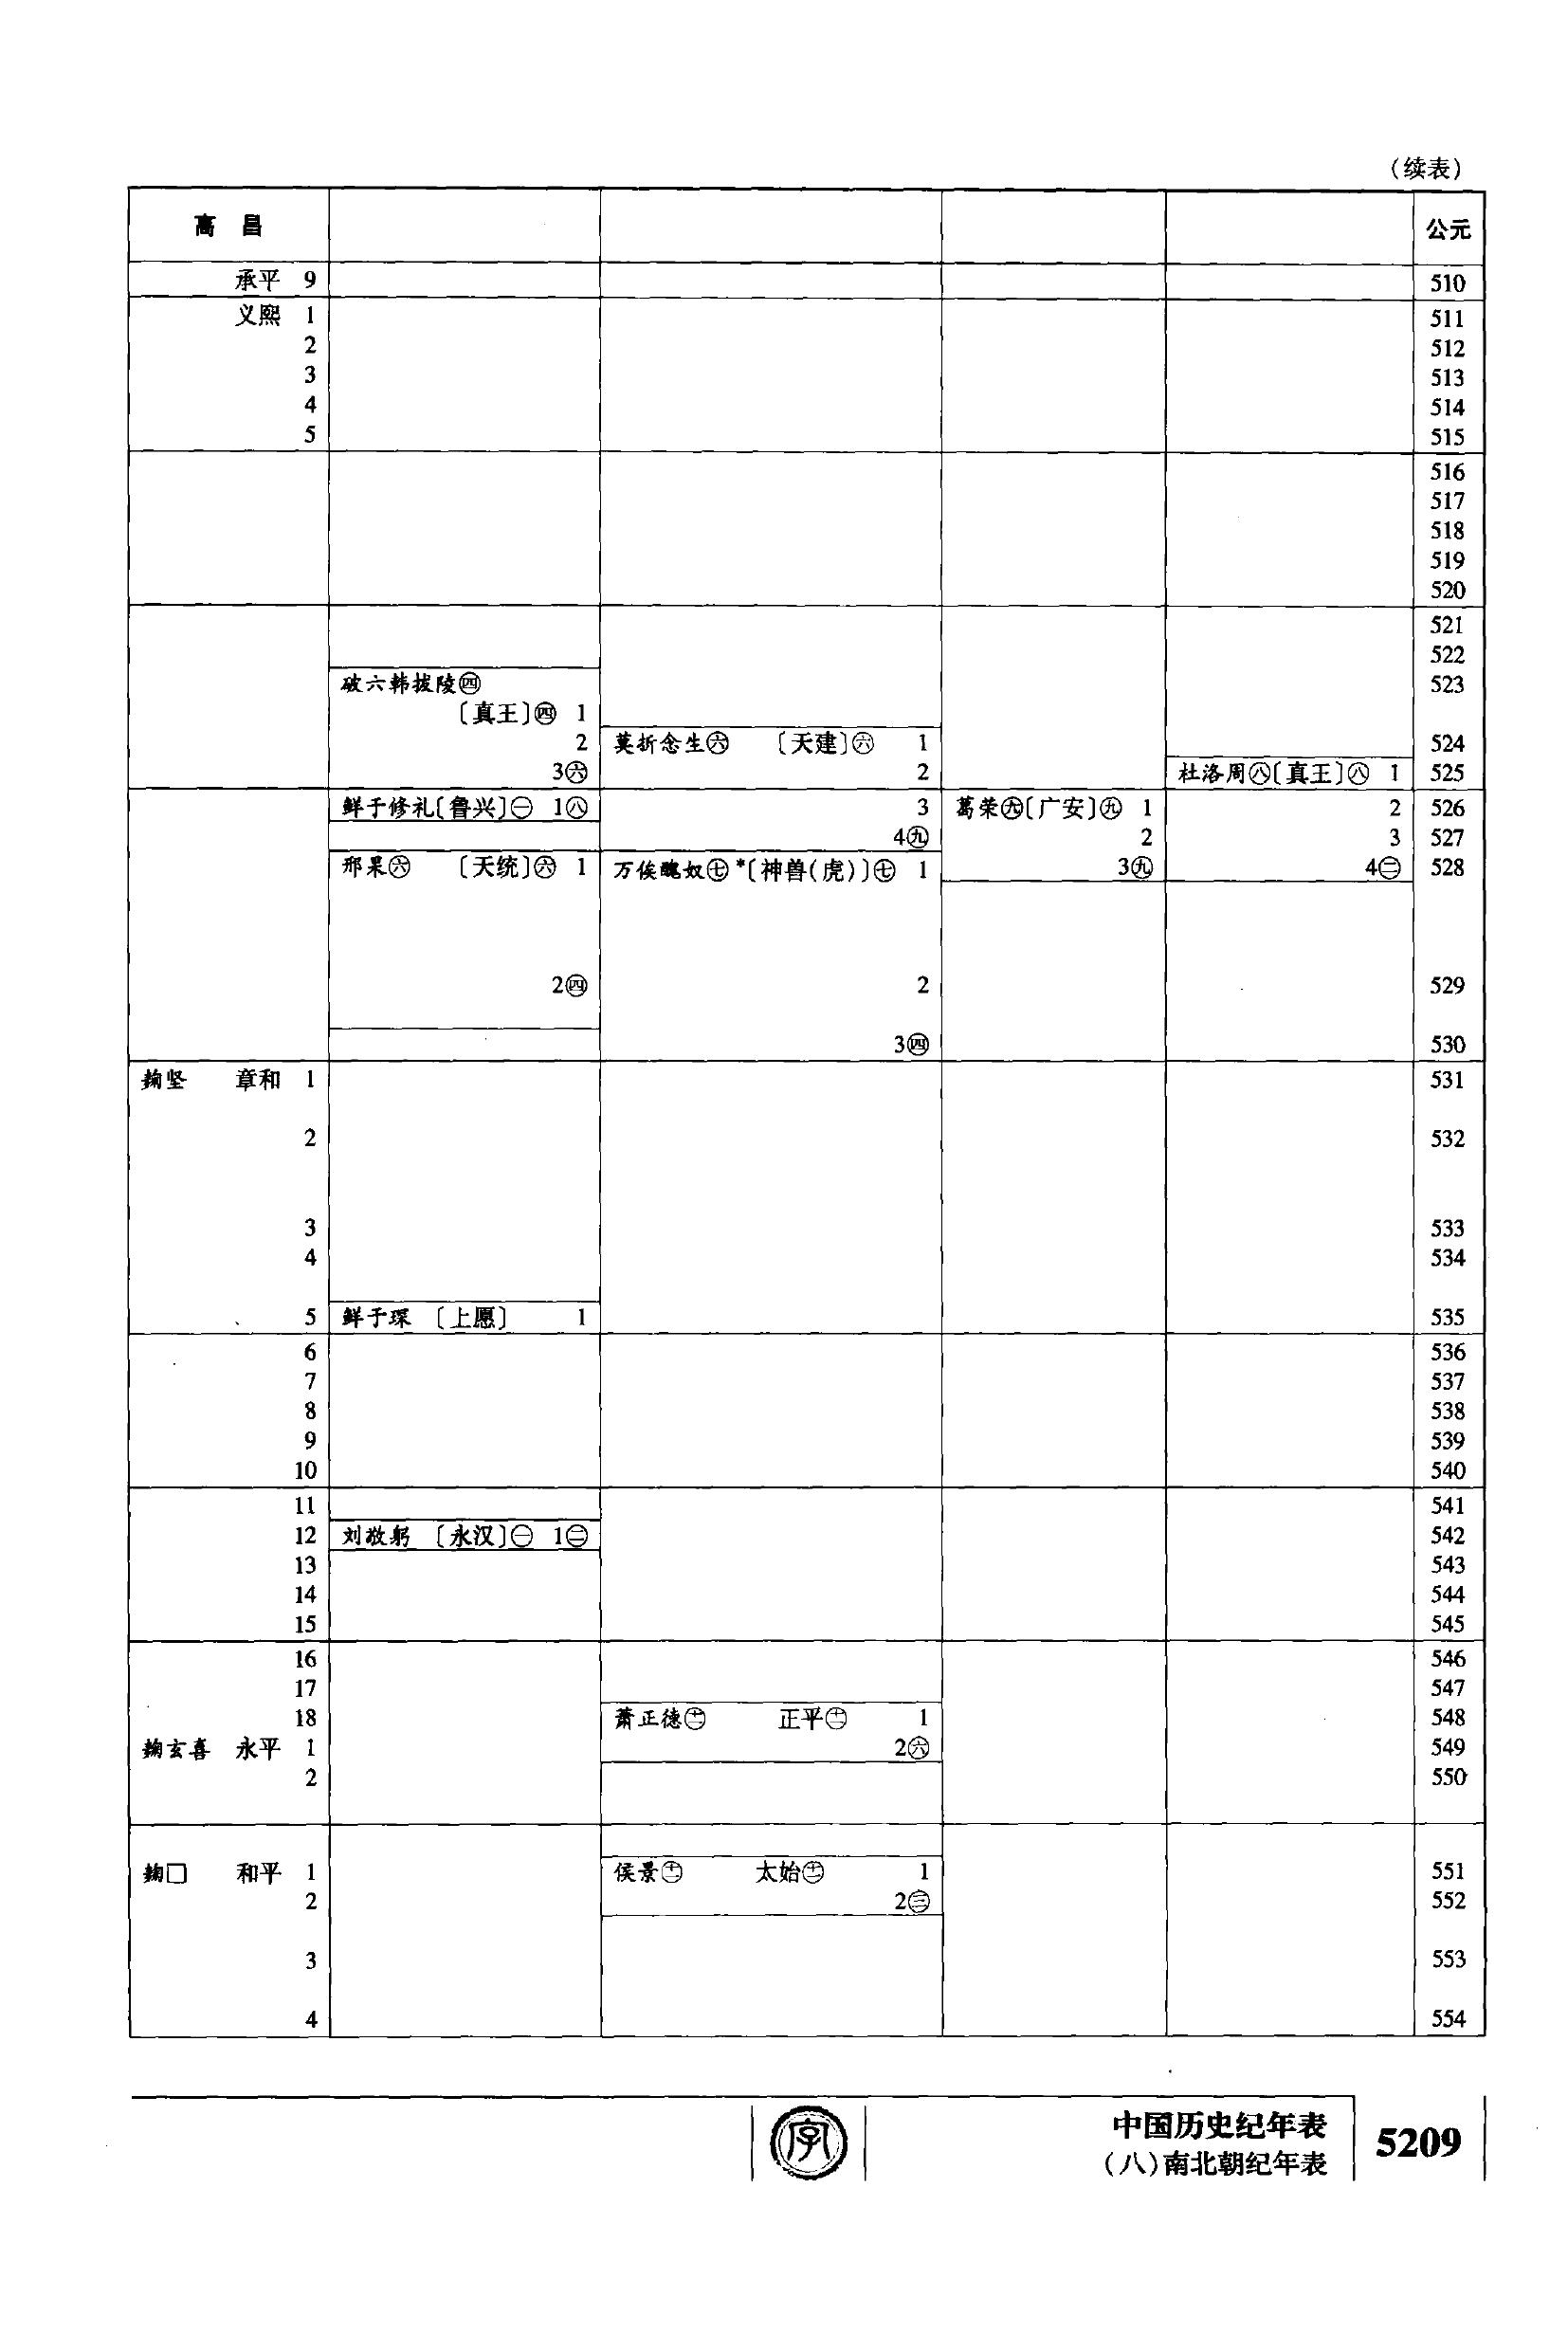 （续表）
高 昌 公元
承平 9 510
义熙 1 511
2 512
3 513
4 514
5 515
516
517
518
519
520
521
522
破六韩拔陵㊃ 523
〔真王〕㊃ 1
2 莫折念生㊅ 〔天建〕㊅ 1 524
3㊅ 2 杜洛周㊇〔真王〕㊇ 1 525
鲜于修礼〔鲁兴〕㊀ 1㊇ 3 葛荣㊈〔广安〕㊈ 1 2 526
4㊈ 2 3 527
邢杲㊅ 〔天统〕㊅ 1 万俟醜奴㊆*〔神兽(虎)〕㊆ 1 3㊈ 4㊁ 528
2㊃ 2 529
3㊃ 530
麹坚 章和 1 531
2 532
3 533
4 534
5 鲜于琛 〔上愿〕 1 535
6 536
7 537
8 538
9 539
10 540
11 541
12 刘敬躬 〔永汉〕㊀ 1㊁ 542
13 543
14 544
15 545
16 546
17 547
18 萧正德 正平 1 548
麹玄喜 永平 1 2㊅ 549
2 550
麹□ 和平 1 侯景 太始 1 551
2 2㊂ 552
3 553
4 554
中国历史纪年表
（八）南北朝纪年表
5209